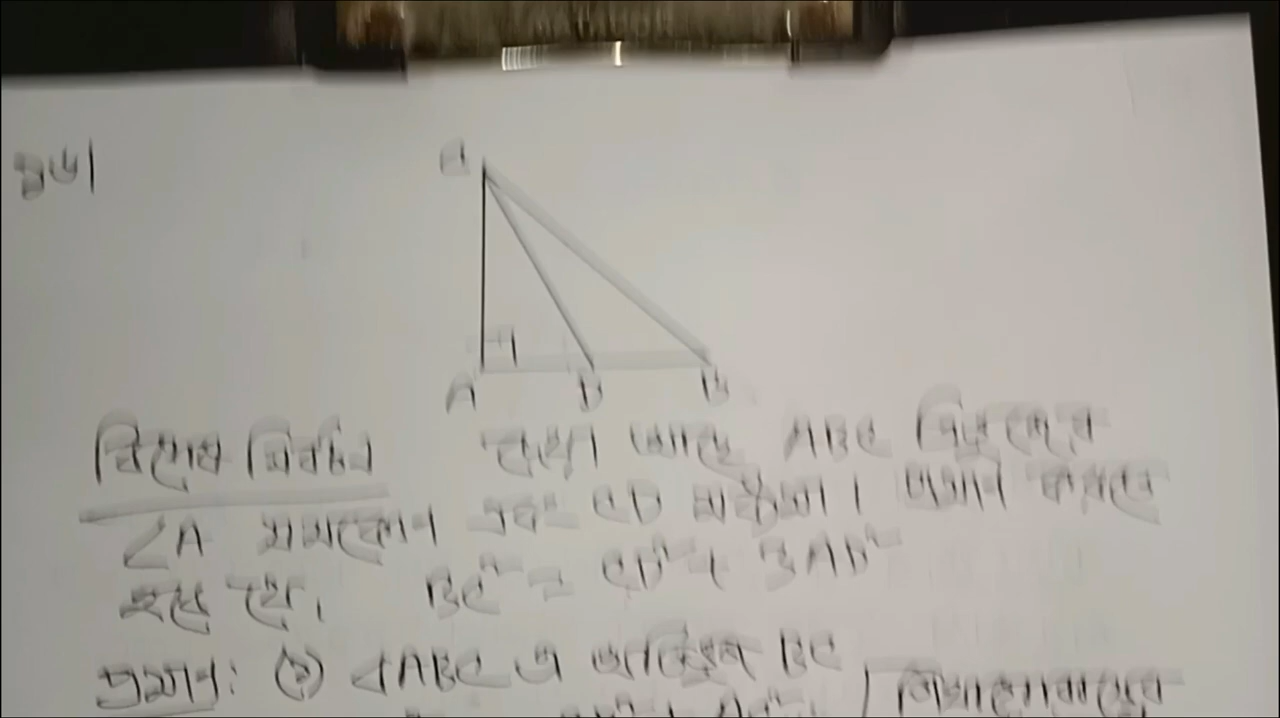 ১৬।
C
A D B
বিশেষ নির্বচন দেওয়া আছে ABC ত্রিভুজের
∠A সমকোণ এবং CD মধ্যমা। প্রমাণ করতে
হবে যে, BC² = CD² + 3AD²
প্রমাণ: △ABC এ অতিভুজ BC